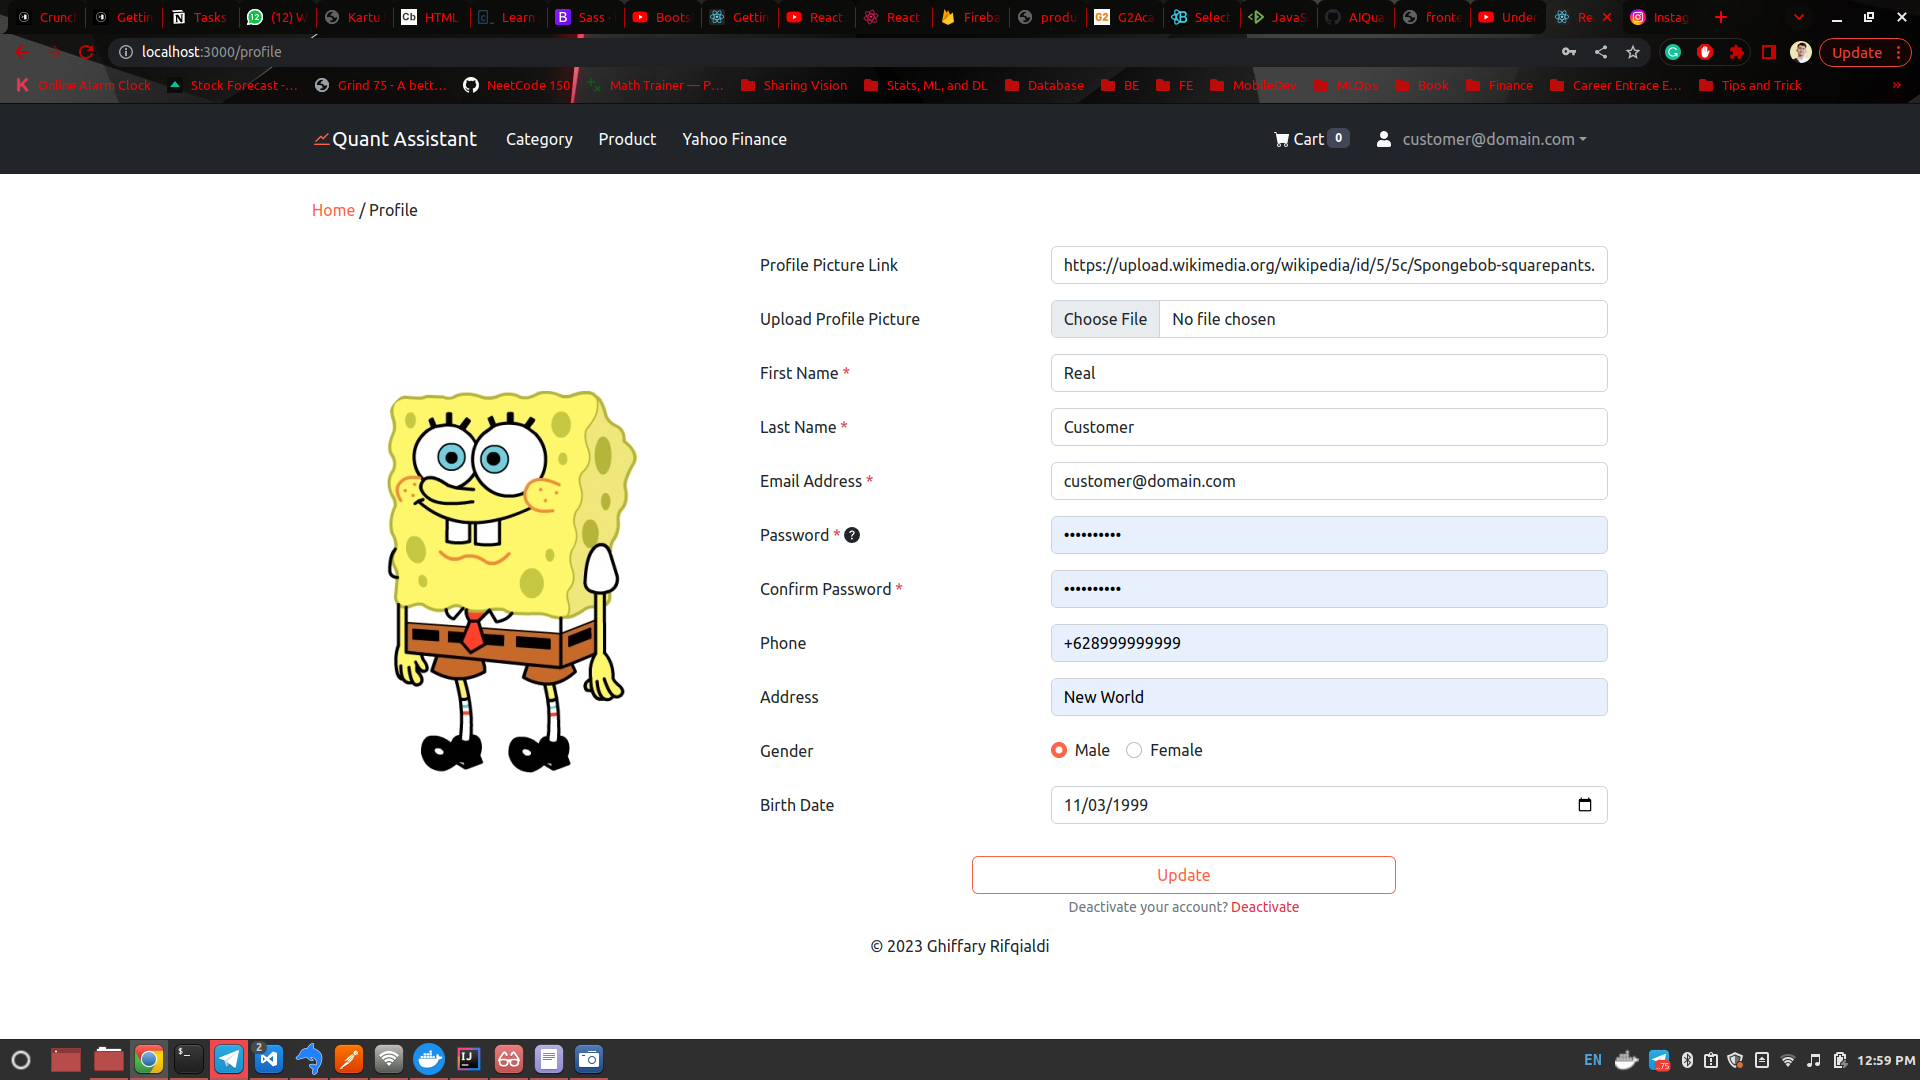 Crunc Gettin Tasks (12) W Kartu HTML Learn Sass Boots Gettin React React Fireba produ G2Aca Select JavaS AIQua fronte Under Re Instag
localhost:3000/profile Update
Online Alarm Clock Stock Forecast -... Grind 75 - A bett... NeetCode 150 Math Trainer — P... Sharing Vision Stats, ML, and DL Database BE FE MobileDev MLOps Book Finance Career Entrace E... Tips and Trick »
Quant Assistant Category Product Yahoo Finance Cart 0 customer@domain.com
Home / Profile
Profile Picture Link https://upload.wikimedia.org/wikipedia/id/5/5c/Spongebob-squarepants.
Upload Profile Picture Choose File No file chosen
First Name * Real
Last Name * Customer
Email Address * customer@domain.com
Password * ? ••••••••••
Confirm Password * ••••••••••
Phone +628999999999
Address New World
Gender Male Female
Birth Date 11/03/1999
Update
Deactivate your account? Deactivate
© 2023 Ghiffary Rifqialdi
2 EN 75 12:59 PM